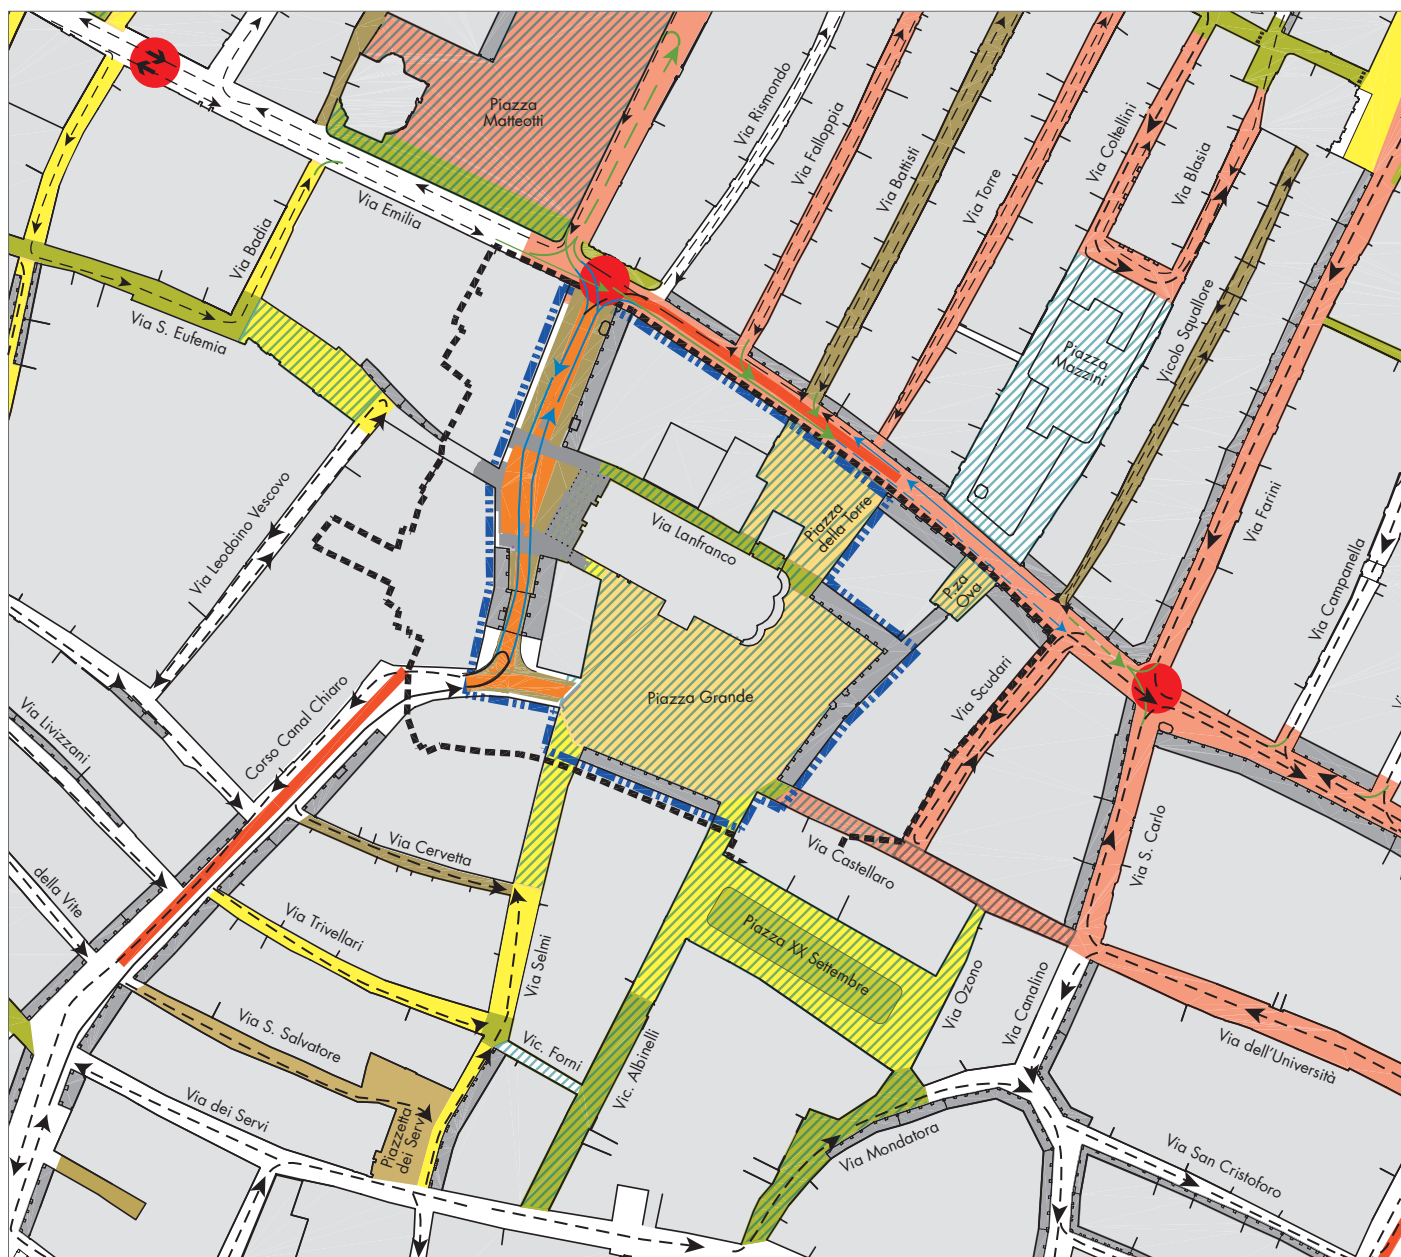 Piazza
Matteotti
Via Rismondo
Via Falloppia
Via Battisti
Via Torre
Via Coltellini
Via Blasia
Via Emilia
Via Badia
Via S. Eufemia
Piazza
Mazzini
Vicolo Squallore
Via Farini
Via Leodoino Vescovo
Via Lanfranco
Piazza
della Torre
P.za
Ova
Via Campanella
Via Livizzani
Corso Canal Chiaro
Piazza Grande
Via Scudari
Via Cervetta
Via Castellaro
Via S. Carlo
della Vite
Via Trivellari
Via Selmi
Piazza XX Settembre
Via Ozono
Via Canalino
Via S. Salvatore
Vic. Forni
Vic. Albinelli
Via dell'Università
Via dei Servi
Piazzetta
dei Servi
Via Mondatora
Via San Cristoforo